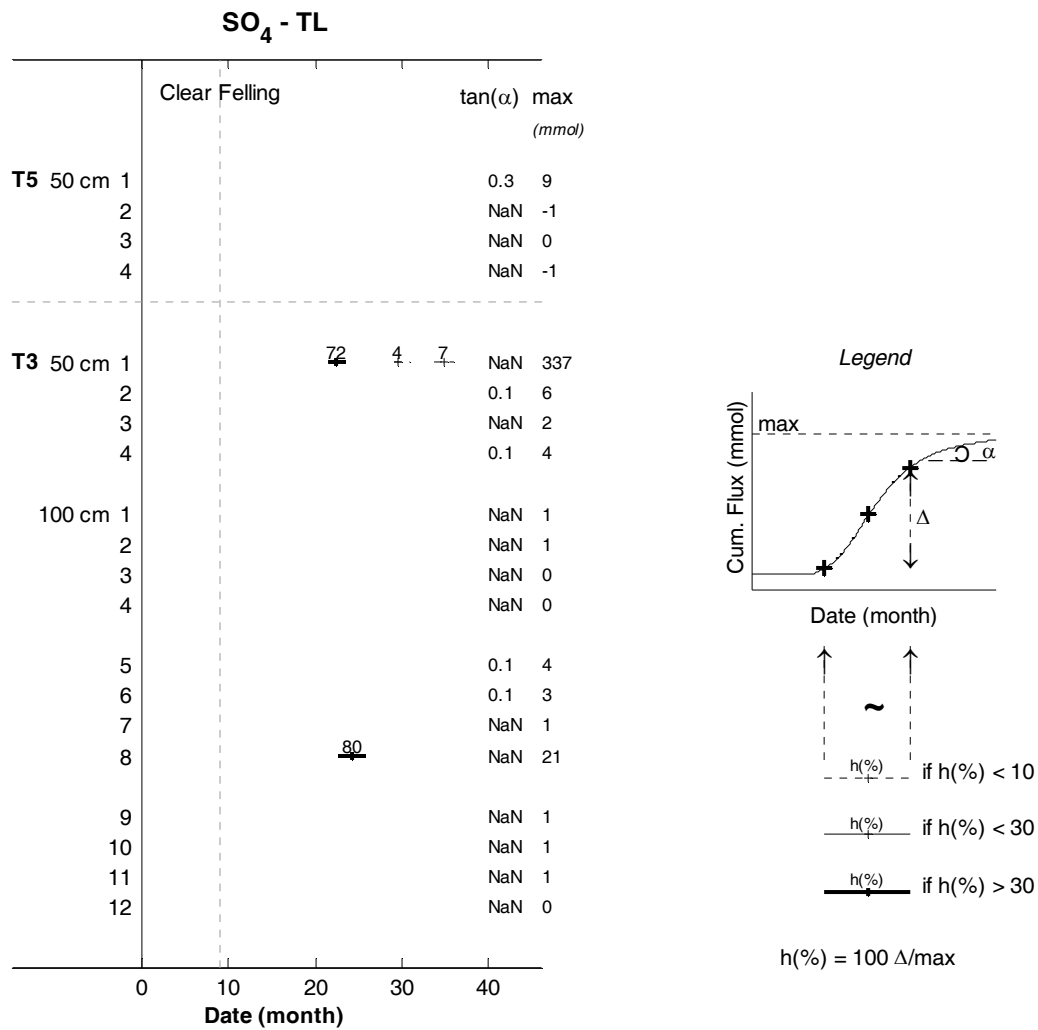 SO4 - TL
Clear Felling tan(α) max
(mmol)
T5 50 cm 1 0.3 9
2 NaN -1
3 NaN 0
4 NaN -1
T3 50 cm 1 72 4 7 NaN 337
2 0.1 6
3 NaN 2
4 0.1 4
100 cm 1 NaN 1
2 NaN 1
3 NaN 0
4 NaN 0
5 0.1 4
6 0.1 3
7 NaN 1
8 80 NaN 21
9 NaN 1
10 NaN 1
11 NaN 1
12 NaN 0
0 10 20 30 40
Date (month)
Legend
Cum. Flux (mmol)
max
α
Δ
Date (month)
~
h(%) if h(%) < 10
h(%) if h(%) < 30
h(%) if h(%) > 30
h(%) = 100 Δ/max